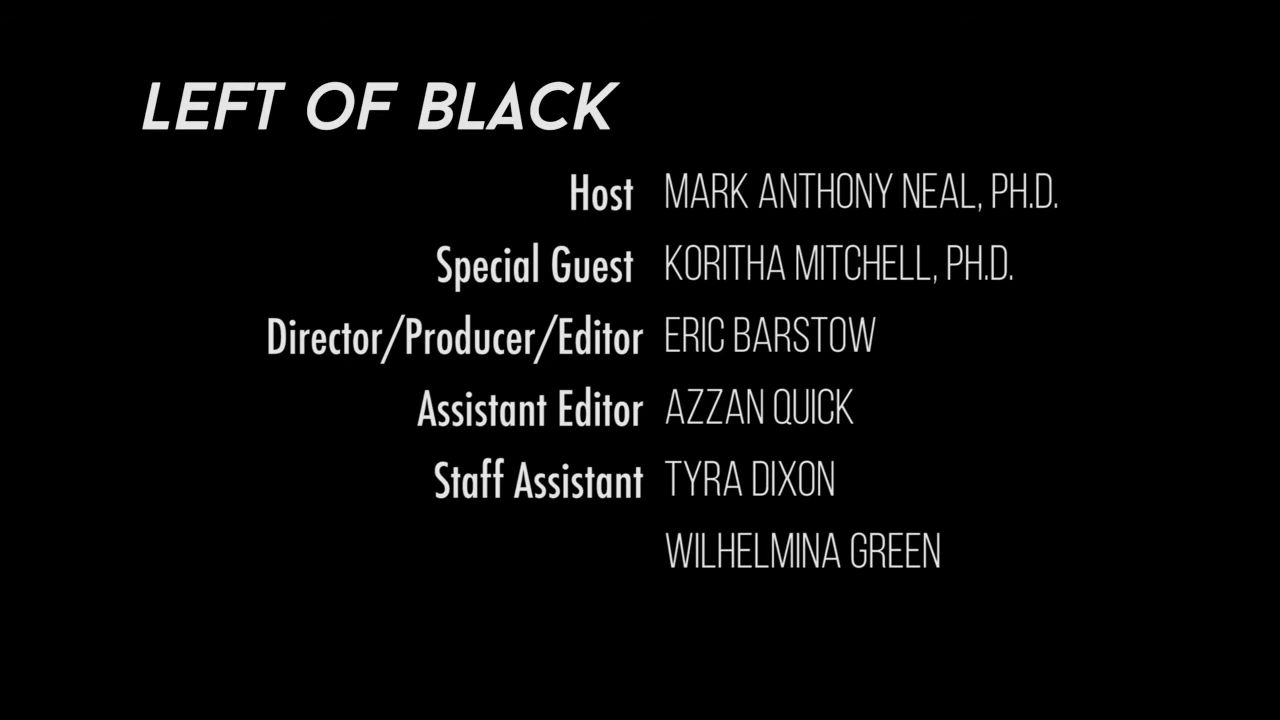 LEFT OF BLACK
Host MARK ANTHONY NEAL, PH.D.
Special Guest KORITHA MITCHELL, PH.D.
Director/Producer/Editor ERIC BARSTOW
Assistant Editor AZZAN QUICK
Staff Assistant TYRA DIXON
WILHELMINA GREEN